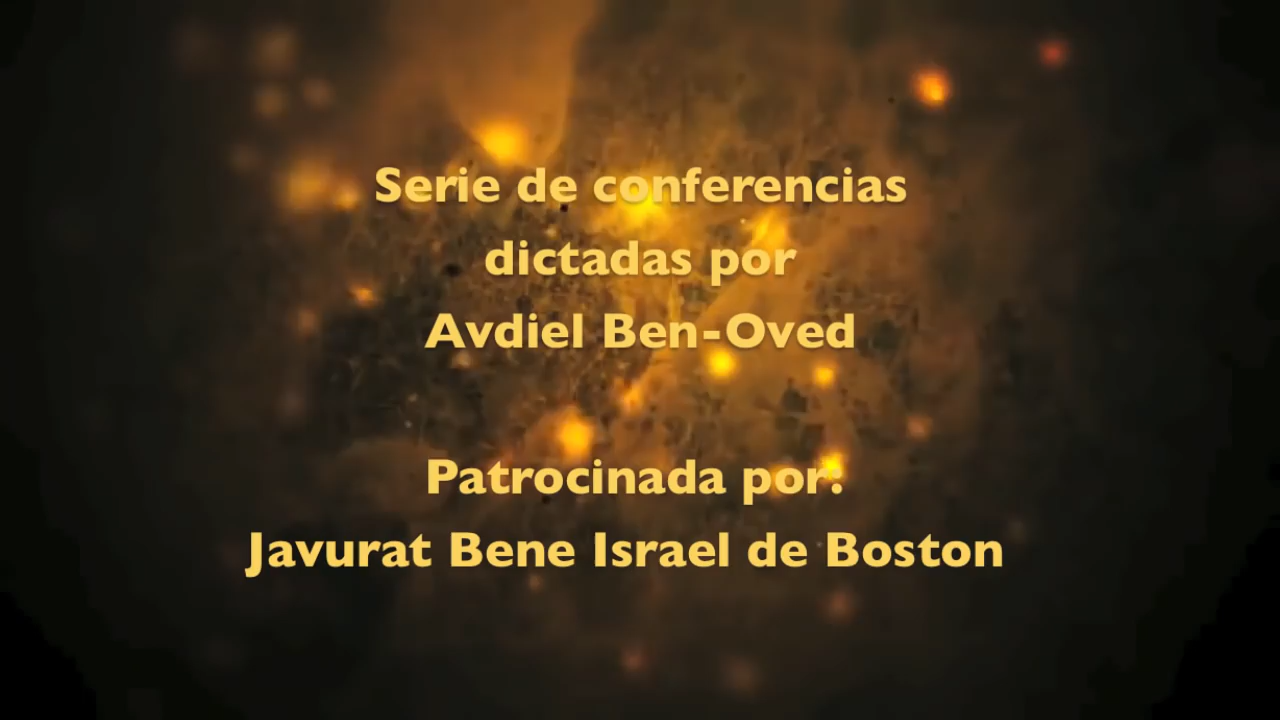 Serie de conferencias
dictadas por
Avdiel Ben-Oved
Patrocinada por:
Javurat Bene Israel de Boston